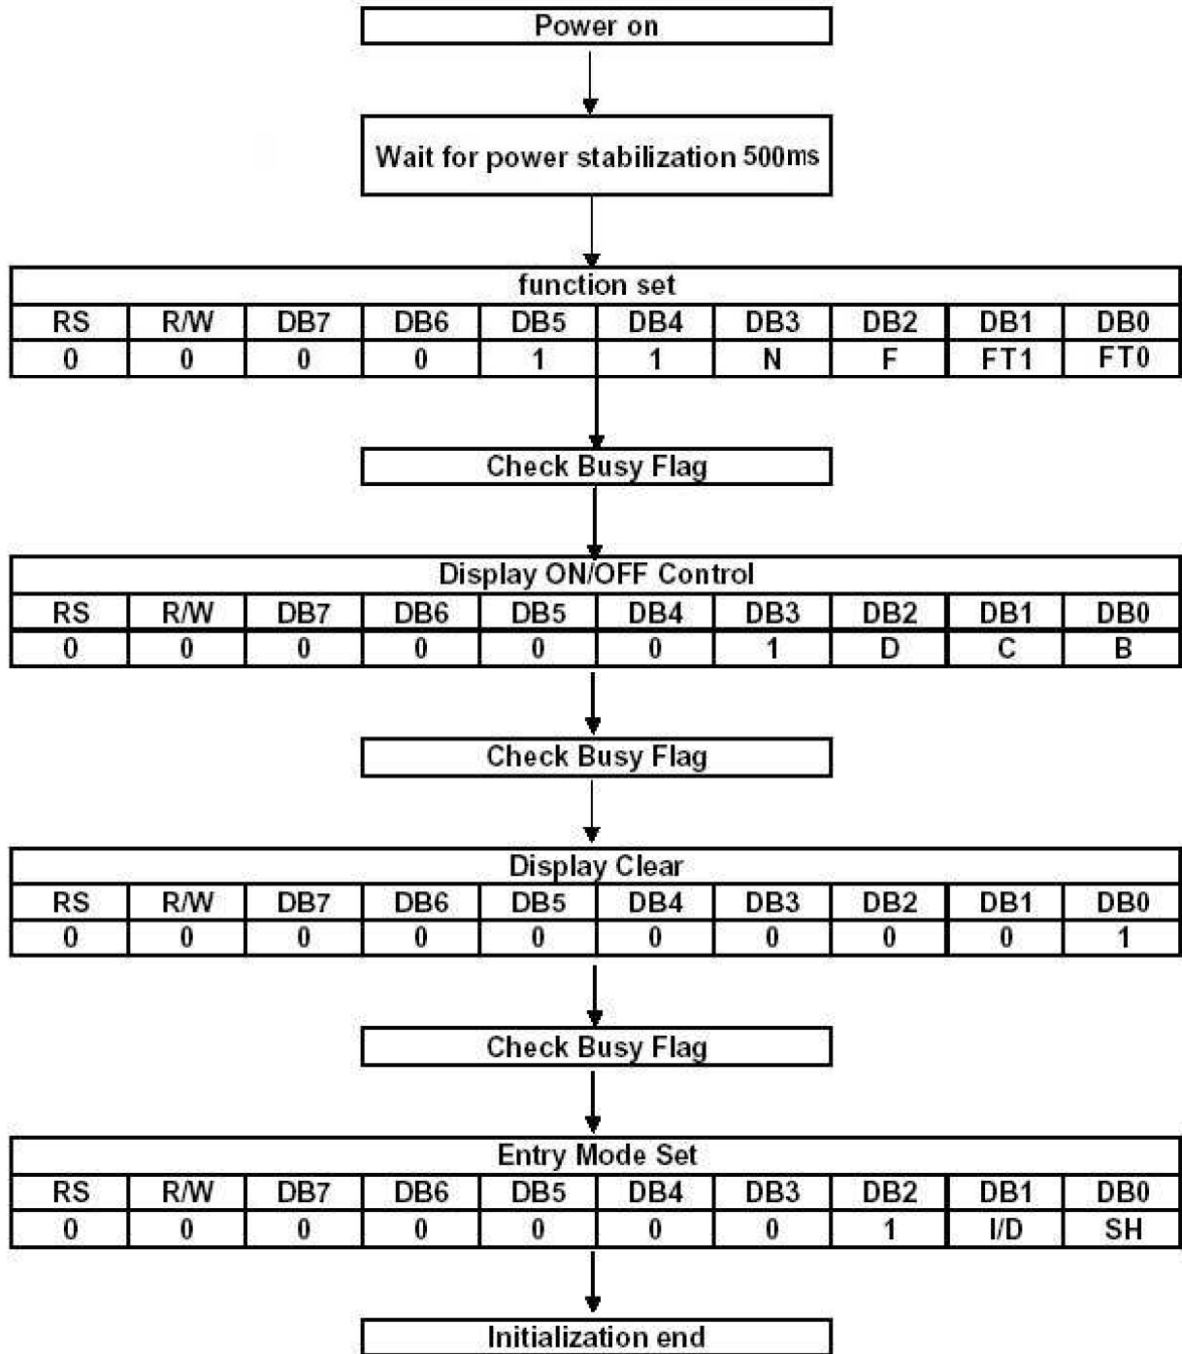 Power on
Wait for power stabilization 500ms
function set
RS R/W DB7 DB6 DB5 DB4 DB3 DB2 DB1 DB0
0 0 0 0 1 1 N F FT1 FT0
Check Busy Flag
Display ON/OFF Control
RS R/W DB7 DB6 DB5 DB4 DB3 DB2 DB1 DB0
0 0 0 0 0 0 1 D C B
Check Busy Flag
Display Clear
RS R/W DB7 DB6 DB5 DB4 DB3 DB2 DB1 DB0
0 0 0 0 0 0 0 0 0 1
Check Busy Flag
Entry Mode Set
RS R/W DB7 DB6 DB5 DB4 DB3 DB2 DB1 DB0
0 0 0 0 0 0 0 1 I/D SH
Initialization end